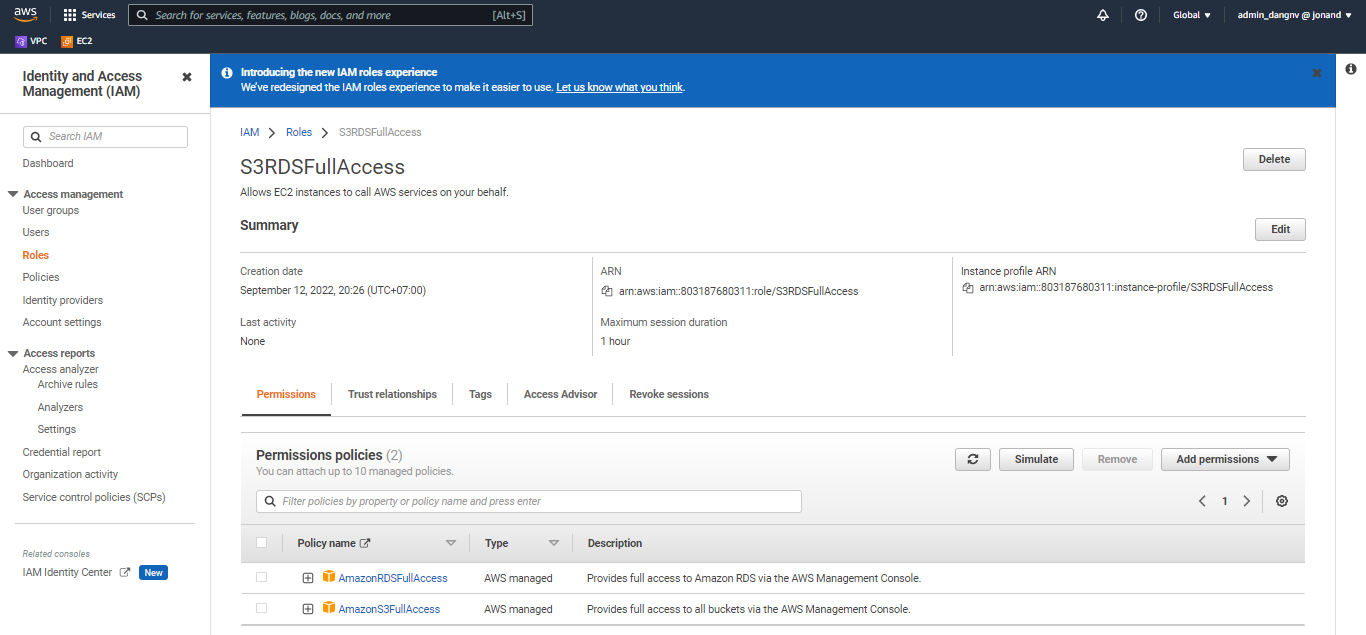 aws
Services
Search for services, features, blogs, docs, and more
[Alt+S]
Global
admin_dangnv @ jonand
VPC
EC2
Identity and Access
Management (IAM)
Search IAM
Dashboard
Access management
User groups
Users
Roles
Policies
Identity providers
Account settings
Access reports
Access analyzer
Archive rules
Analyzers
Settings
Credential report
Organization activity
Service control policies (SCPs)
Related consoles
IAM Identity Center New
Introducing the new IAM roles experience
We've redesigned the IAM roles experience to make it easier to use. Let us know what you think.
IAM > Roles > S3RDSFullAccess
S3RDSFullAccess
Delete
Allows EC2 instances to call AWS services on your behalf.
Summary
Edit
Creation date
September 12, 2022, 20:26 (UTC+07:00)
Last activity
None
ARN
arn:aws:iam::803187680311:role/S3RDSFullAccess
Maximum session duration
1 hour
Instance profile ARN
arn:aws:iam::803187680311:instance-profile/S3RDSFullAccess
Permissions
Trust relationships
Tags
Access Advisor
Revoke sessions
Permissions policies (2)
You can attach up to 10 managed policies.
Simulate
Remove
Add permissions
Filter policies by property or policy name and press enter
1
Policy name Type Description
AmazonRDSFullAccess AWS managed Provides full access to Amazon RDS via the AWS Management Console.
AmazonS3FullAccess AWS managed Provides full access to all buckets via the AWS Management Console.